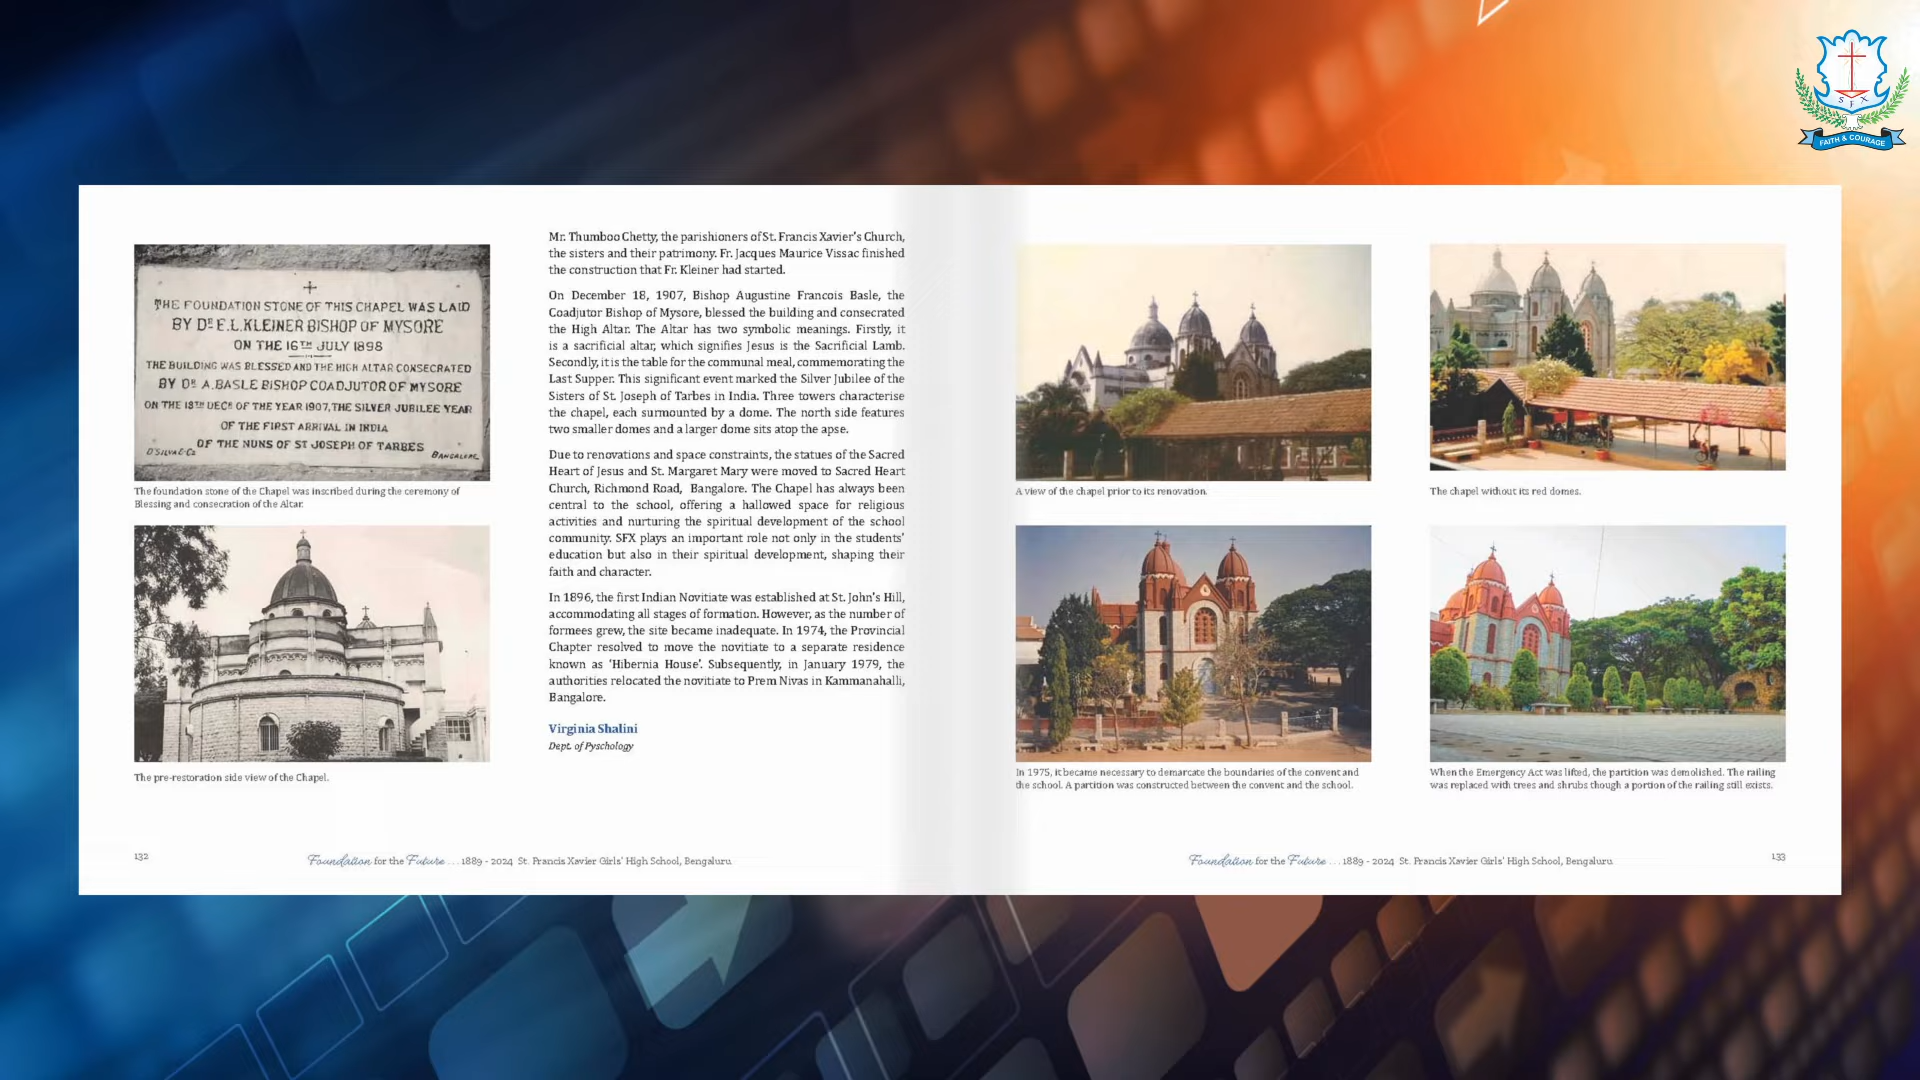 S F X
FAITH & COURAGE
THE FOUNDATION STONE OF THIS CHAPEL WAS LAID
BY DR E.L.KLEINER BISHOP OF MYSORE
ON THE 16TH JULY 1898
THE BUILDING WAS BLESSED AND THE HIGH ALTAR CONSECRATED
BY DR A.BASLE BISHOP COADJUTOR OF MYSORE
ON THE 18TH DECR OF THE YEAR 1907, THE SILVER JUBILEE YEAR
OF THE FIRST ARRIVAL IN INDIA
OF THE NUNS OF ST JOSEPH OF TARBES
D'SILVA & Co BANGALORE
The foundation stone of the Chapel was inscribed during the ceremony of
Blessing and consecration of the Altar.
The pre-restoration side view of the Chapel.
Mr. Thumboo Chetty, the parishioners of St. Francis Xavier's Church,
the sisters and their patrimony. Fr. Jacques Maurice Vissac finished
the construction that Fr. Kleiner had started.
On December 18, 1907, Bishop Augustine Francois Basle, the
Coadjutor Bishop of Mysore, blessed the building and consecrated
the High Altar. The Altar has two symbolic meanings. Firstly, it
is a sacrificial altar, which signifies Jesus is the Sacrificial Lamb.
Secondly, it is the table for the communal meal, commemorating the
Last Supper. This significant event marked the Silver Jubilee of the
Sisters of St. Joseph of Tarbes in India. Three towers characterise
the chapel, each surmounted by a dome. The north side features
two smaller domes and a larger dome sits atop the apse.
Due to renovations and space constraints, the statues of the Sacred
Heart of Jesus and St. Margaret Mary were moved to Sacred Heart
Church, Richmond Road, Bangalore. The Chapel has always been
central to the school, offering a hallowed space for religious
activities and nurturing the spiritual development of the school
community. SFX plays an important role not only in the students'
education but also in their spiritual development, shaping their
faith and character.
In 1896, the first Indian Novitiate was established at St. John's Hill,
accommodating all stages of formation. However, as the number of
formees grew, the site became inadequate. In 1974, the Provincial
Chapter resolved to move the novitiate to a separate residence
known as 'Hibernia House'. Subsequently, in January 1979, the
authorities relocated the novitiate to Prem Nivas in Kammanahalli,
Bangalore.
Virginia Shalini
Dept. of Pyschology
132
Foundation for the Future ... 1889 - 2024 St. Francis Xavier Girls' High School, Bengaluru
A view of the chapel prior to its renovation.
The chapel without its red domes.
In 1975, it became necessary to demarcate the boundaries of the convent and
the school. A partition was constructed between the convent and the school.
When the Emergency Act was lifted, the partition was demolished. The railing
was replaced with trees and shrubs though a portion of the railing still exists.
Foundation for the Future ... 1889 - 2024 St. Francis Xavier Girls' High School, Bengaluru
133